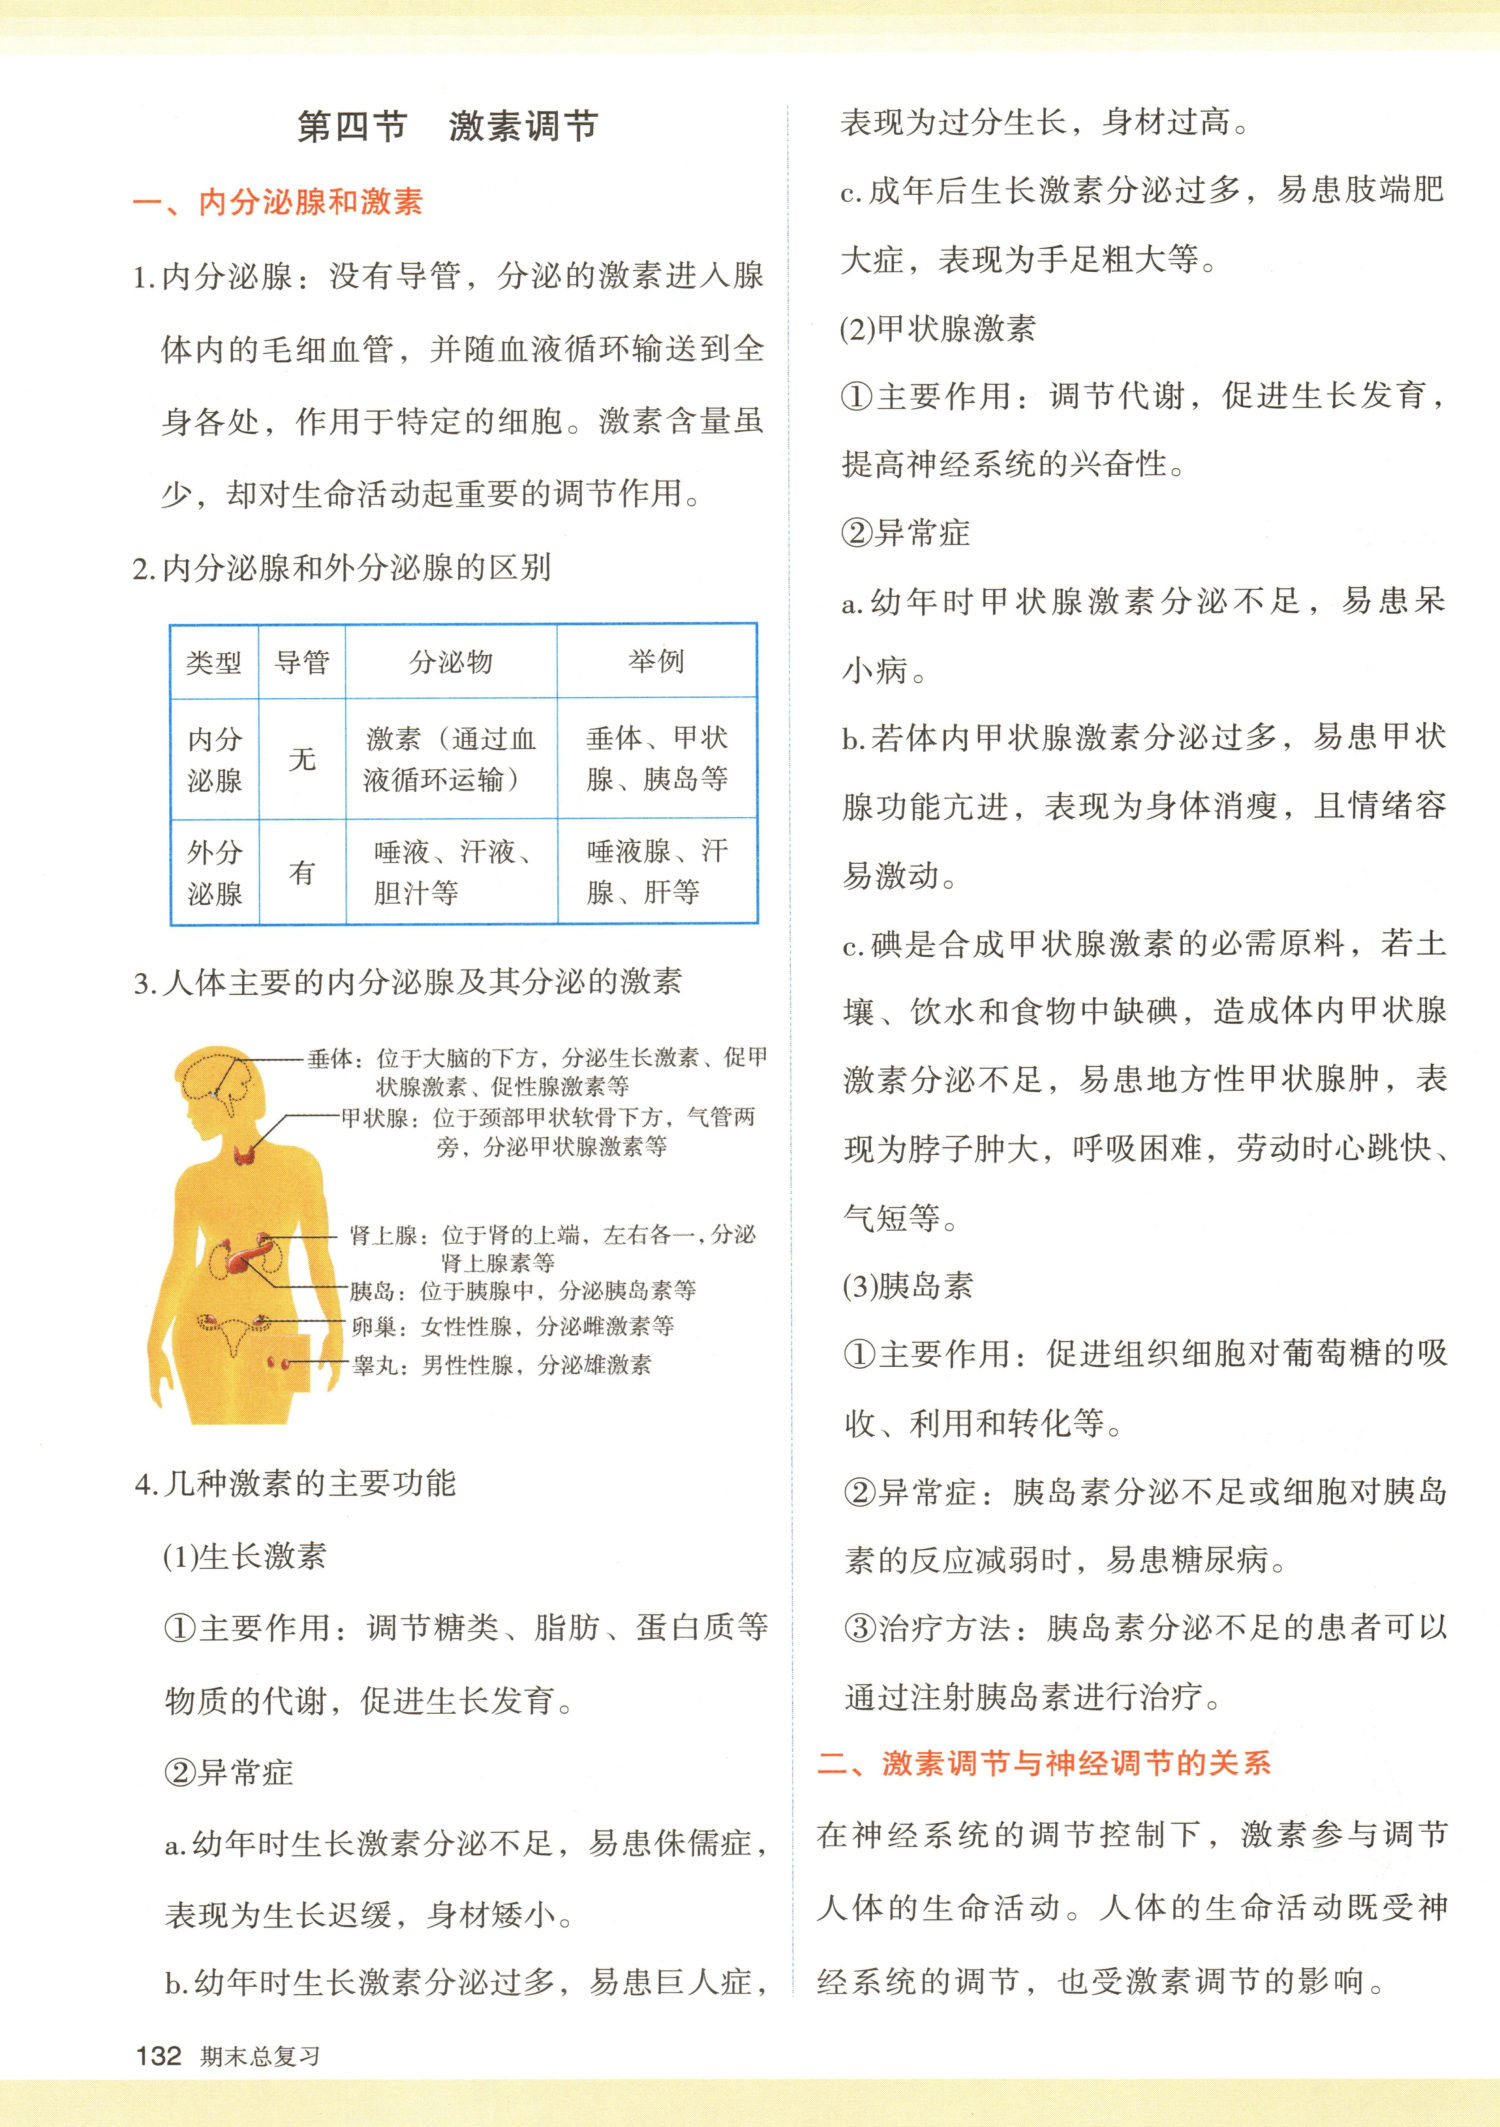 第四节 激素调节
一、内分泌腺和激素
1.内分泌腺：没有导管，分泌的激素进入腺
体内的毛细血管，并随血液循环输送到全
身各处，作用于特定的细胞。激素含量虽
少，却对生命活动起重要的调节作用。
2.内分泌腺和外分泌腺的区别
类型 导管 分泌物 举例
内分
泌腺
无
激素（通过血
液循环运输）
垂体、甲状
腺、胰岛等
外分
泌腺
有
唾液、汗液、
胆汁等
唾液腺、汗
腺、肝等
3.人体主要的内分泌腺及其分泌的激素
垂体：位于大脑的下方，分泌生长激素、促甲
状腺激素、促性腺激素等
甲状腺：位于颈部甲状软骨下方，气管两
旁，分泌甲状腺激素等
肾上腺：位于肾的上端，左右各一，分泌
肾上腺素等
胰岛：位于胰腺中，分泌胰岛素等
卵巢：女性性腺，分泌雌激素等
睾丸：男性性腺，分泌雄激素
4.几种激素的主要功能
(1)生长激素
①主要作用：调节糖类、脂肪、蛋白质等
物质的代谢，促进生长发育。
②异常症
a.幼年时生长激素分泌不足，易患侏儒症，
表现为生长迟缓，身材矮小。
b.幼年时生长激素分泌过多，易患巨人症，
表现为过分生长，身材过高。
c.成年后生长激素分泌过多，易患肢端肥
大症，表现为手足粗大等。
(2)甲状腺激素
①主要作用：调节代谢，促进生长发育，
提高神经系统的兴奋性。
②异常症
a.幼年时甲状腺激素分泌不足，易患呆
小病。
b.若体内甲状腺激素分泌过多，易患甲状
腺功能亢进，表现为身体消瘦，且情绪容
易激动。
c.碘是合成甲状腺激素的必需原料，若土
壤、饮水和食物中缺碘，造成体内甲状腺
激素分泌不足，易患地方性甲状腺肿，表
现为脖子肿大，呼吸困难，劳动时心跳快、
气短等。
(3)胰岛素
①主要作用：促进组织细胞对葡萄糖的吸
收、利用和转化等。
②异常症：胰岛素分泌不足或细胞对胰岛
素的反应减弱时，易患糖尿病。
③治疗方法：胰岛素分泌不足的患者可以
通过注射胰岛素进行治疗。
二、激素调节与神经调节的关系
在神经系统的调节控制下，激素参与调节
人体的生命活动。人体的生命活动既受神
经系统的调节，也受激素调节的影响。
132 期末总复习